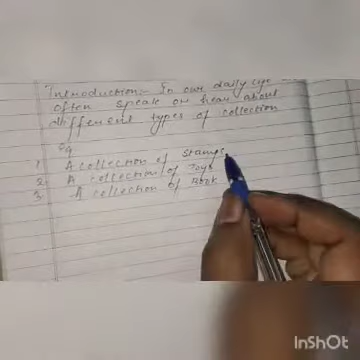 Introduction:- In our daily life
often speak or hear about
different types of collection
eg
1. A collection of stamps
2. A collection of Toys
3. A collection of Book
InShOt